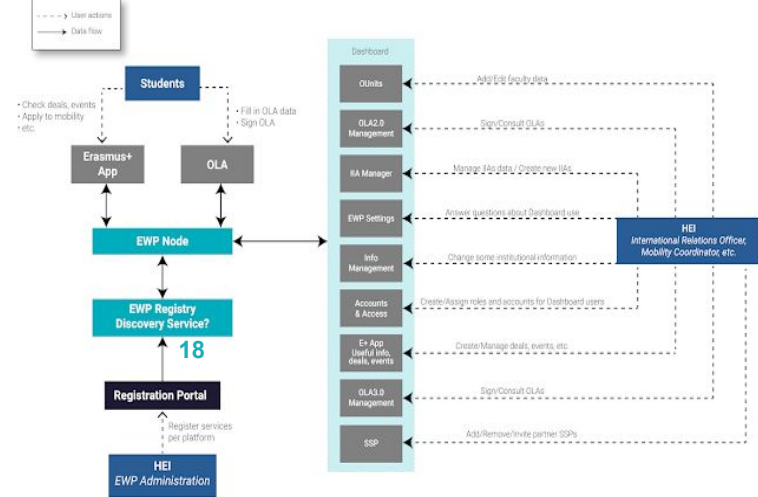 User actions
Data flow
Students
• Check deals, events
• Apply to mobility
• etc.
• Fill in OLA data
• Sign OLA
Erasmus+
App
OLA
EWP Node
EWP Registry
Discovery Service?
18
Registration Portal
Register services
per platform
HEI
EWP Administration
Dashboard
OUnits
OLA2.0
Management
IIA Manager
EWP Settings
Info
Management
Accounts
& Access
E+ App
Useful info,
deals, events
OLA3.0
Management
SSP
Add/Edit faculty data
Sign/Consult OLAs
Manage IIAs data / Create new IIAs
Answer questions about Dashboard use
Change some institutional information
Create/Assign roles and accounts for Dashboard users
Create/Manage deals, events, etc.
Sign/Consult OLAs
Add/Remove/Invite partner SSPs
HEI
International Relations Officer,
Mobility Coordinator, etc.